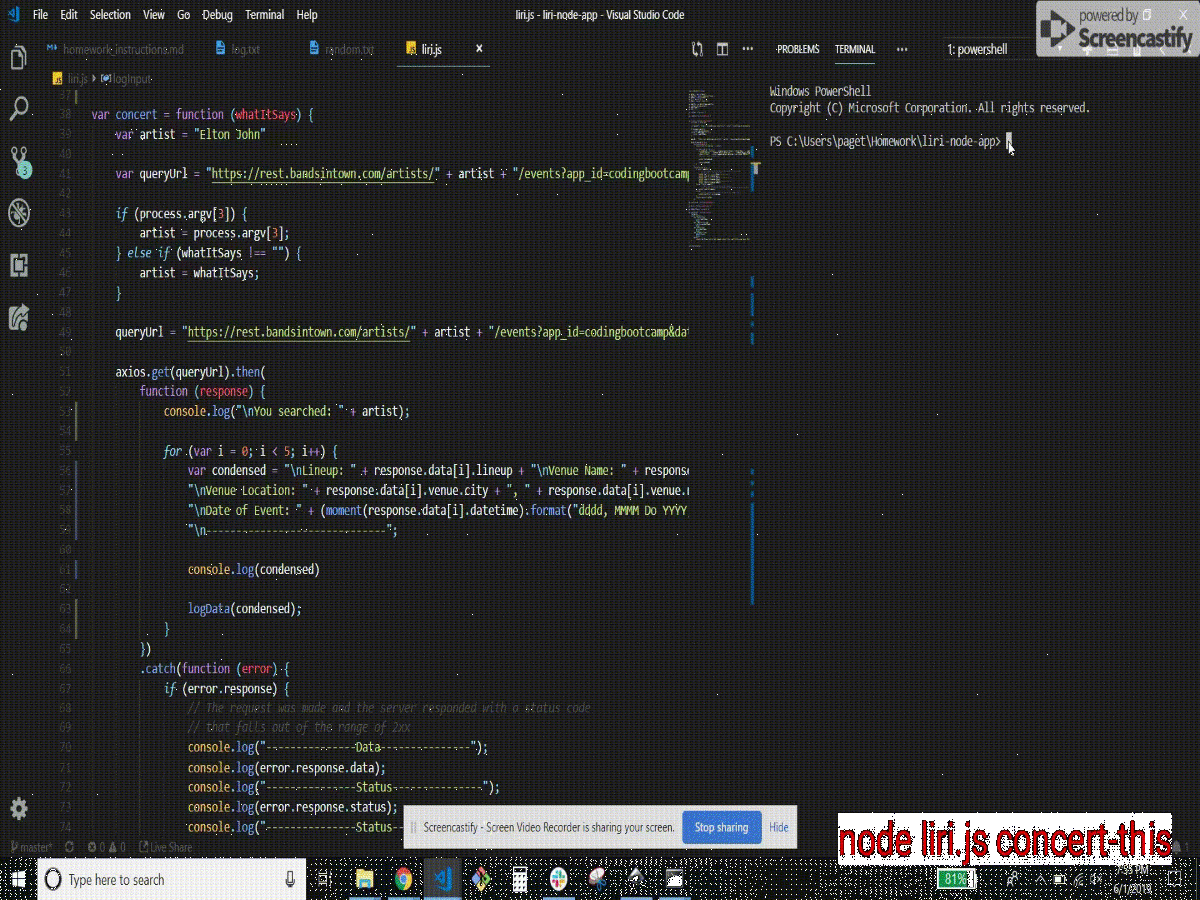 File Edit Selection View Go Debug Terminal Help
liri.js - liri-node-app - Visual Studio Code
powered by
Screencastify
homework_instructions.md
log.txt
random.txt
liri.js
PROBLEMS TERMINAL
1: powershell
liri.js › logInput
37
38 var concert = function (whatItSays) {
39 var artist = "Elton John"
40
41 var queryUrl = "https://rest.bandsintown.com/artists/" + artist + "/events?app_id=codingbootcamp
42
43 if (process.argv[3]) {
44 artist = process.argv[3];
45 } else if (whatItSays !== "") {
46 artist = whatItSays;
47 }
48
49 queryUrl = "https://rest.bandsintown.com/artists/" + artist + "/events?app_id=codingbootcamp&dat
50
51 axios.get(queryUrl).then(
52 function (response) {
53 console.log("\nYou searched: " + artist);
54
55 for (var i = 0; i < 5; i++) {
56 var condensed = "\nLineup: " + response.data[i].lineup + "\nVenue Name: " + response
57 "\nVenue Location: " + response.data[i].venue.city + ", " + response.data[i].venue.r
58 "\nDate of Event: " + (moment(response.data[i].datetime).format("dddd, MMMM Do YYYY
59 "\n------------------------------";
60
61 console.log(condensed)
62
63 logData(condensed);
64 }
65 })
66 .catch(function (error) {
67 if (error.response) {
68 // The request was made and the server responded with a status code
69 // that falls out of the range of 2xx
70 console.log("---------------Data---------------");
71 console.log(error.response.data);
72 console.log("---------------Status---------------");
73 console.log(error.response.status);
74 console.log("---------------Status
Windows PowerShell
Copyright (C) Microsoft Corporation. All rights reserved.
PS C:\Users\paget\Homework\liri-node-app>
3
Screencastify - Screen Video Recorder is sharing your screen.
Stop sharing
Hide
node liri.js concert-this
master*
0
0
Live Share
Type here to search
81%
7:55 PM